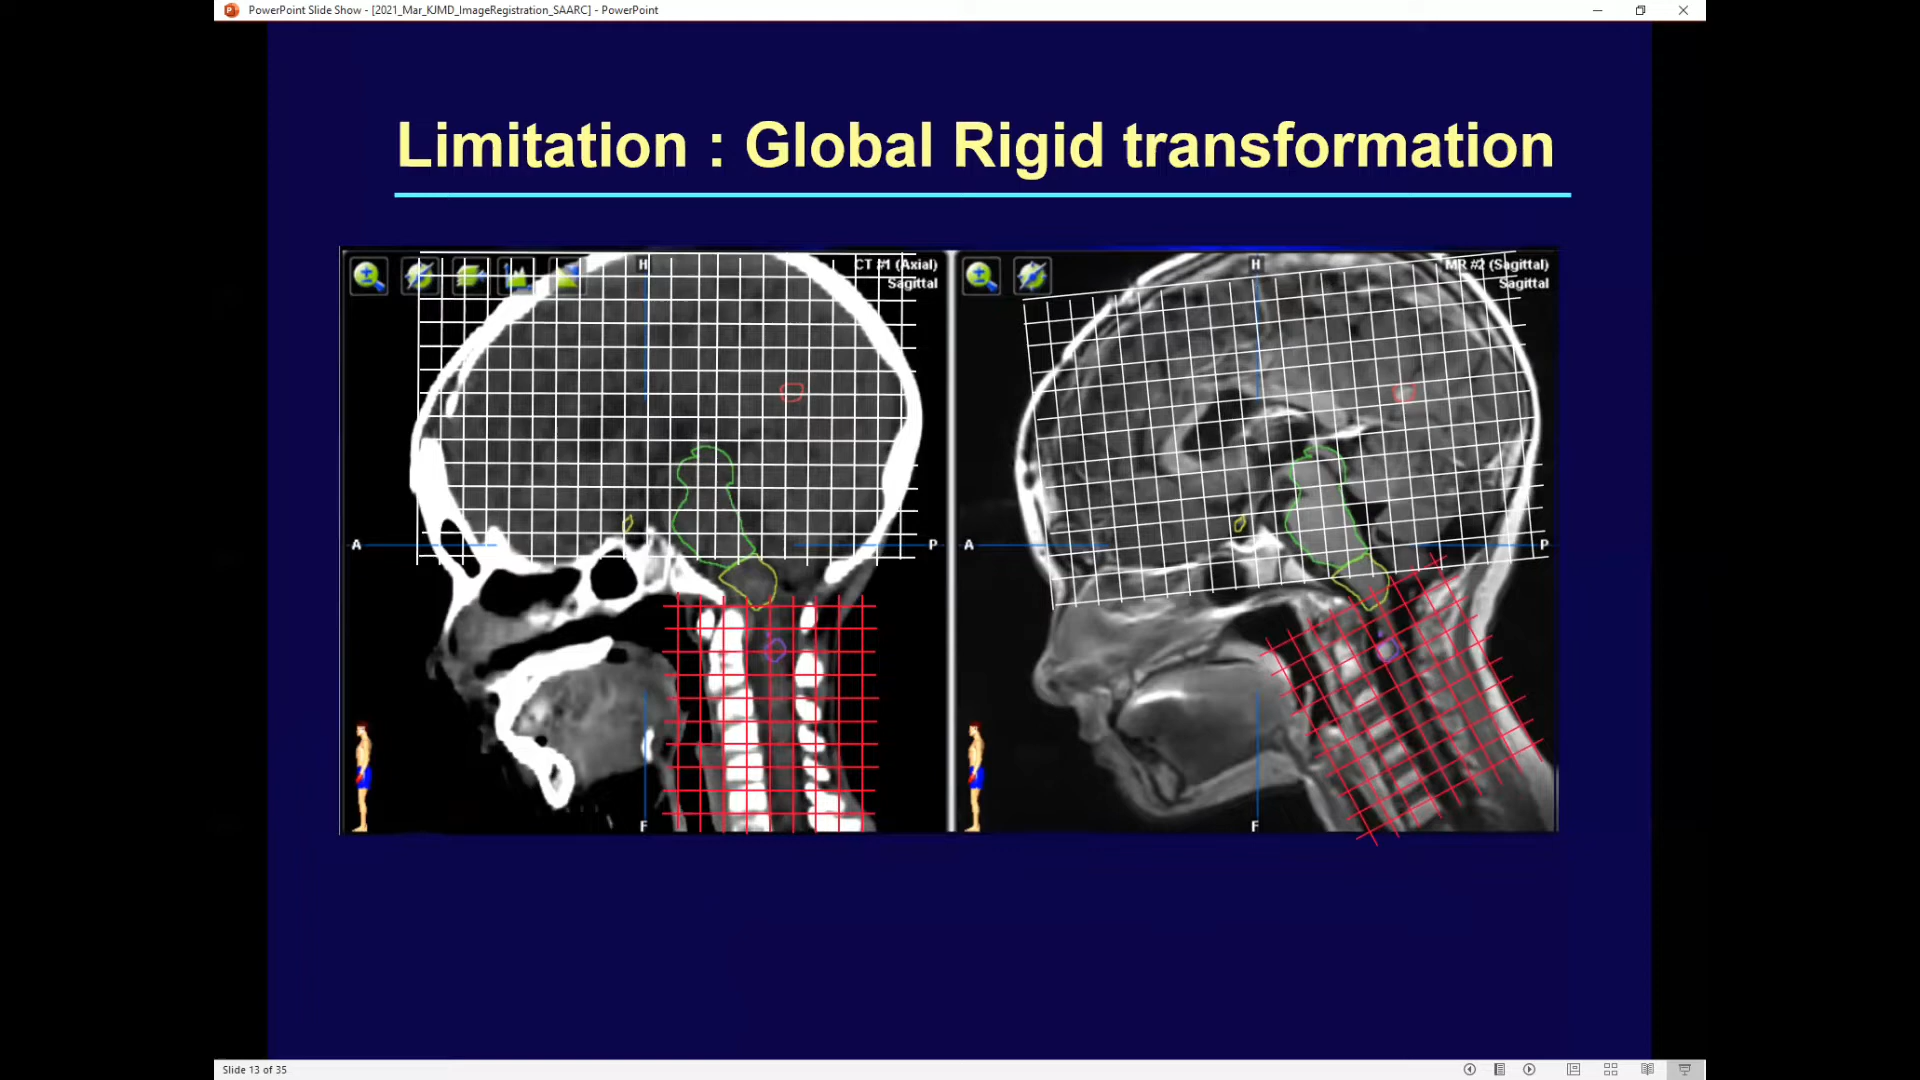 PowerPoint Slide Show - [2021_Mar_KJMD_ImageRegistration_SAARC] - PowerPoint
Limitation : Global Rigid transformation
H
CT #1 (Axial)
Sagittal
A
P
F
H
MR #2 (Sagittal)
Sagittal
A
P
F
Slide 13 of 35